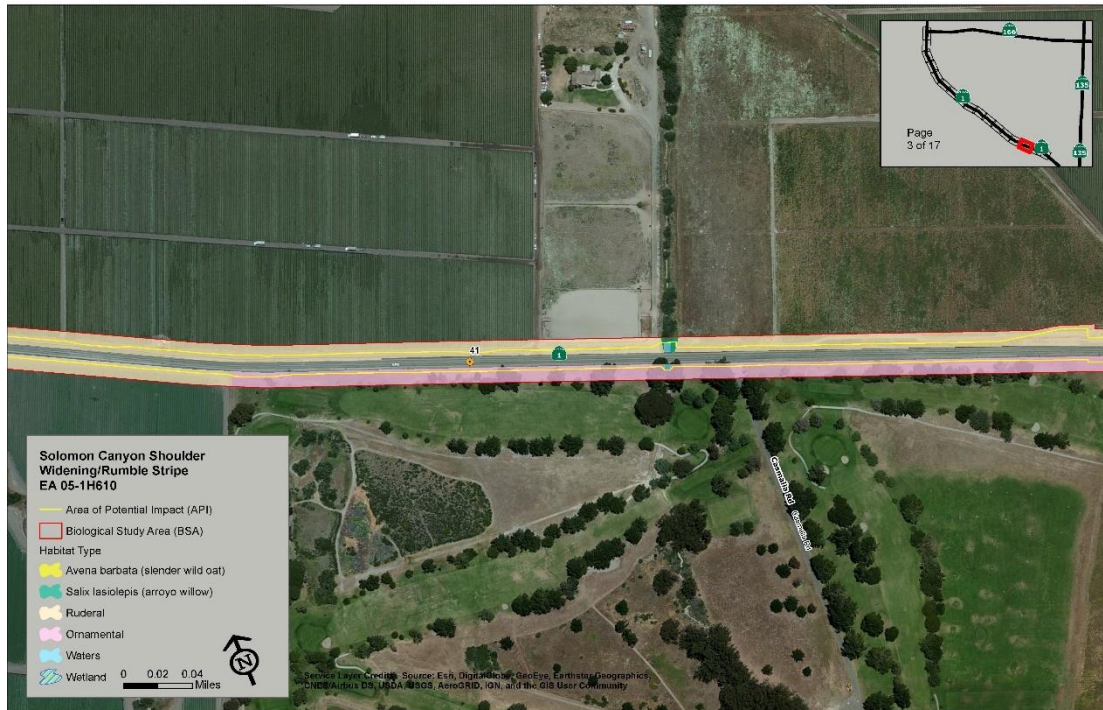 166
1
135
Page
3 of 17
1
135
41
1
Casmalia Rd
Solomon Canyon Shoulder
Widening/Rumble Stripe
EA 05-1H610
Area of Potential Impact (API)
Biological Study Area (BSA)
Habitat Type
Avena barbata (slender wild oat)
Salix lasiolepis (arroyo willow)
Ruderal
Ornamental
Waters
Wetland
N
0 0.02 0.04
Miles
Service Layer Credits: Source: Esri, DigitalGlobe, GeoEye, Earthstar Geographics,
CNES/Airbus DS, USDA, USGS, AeroGRID, IGN, and the GIS User Community